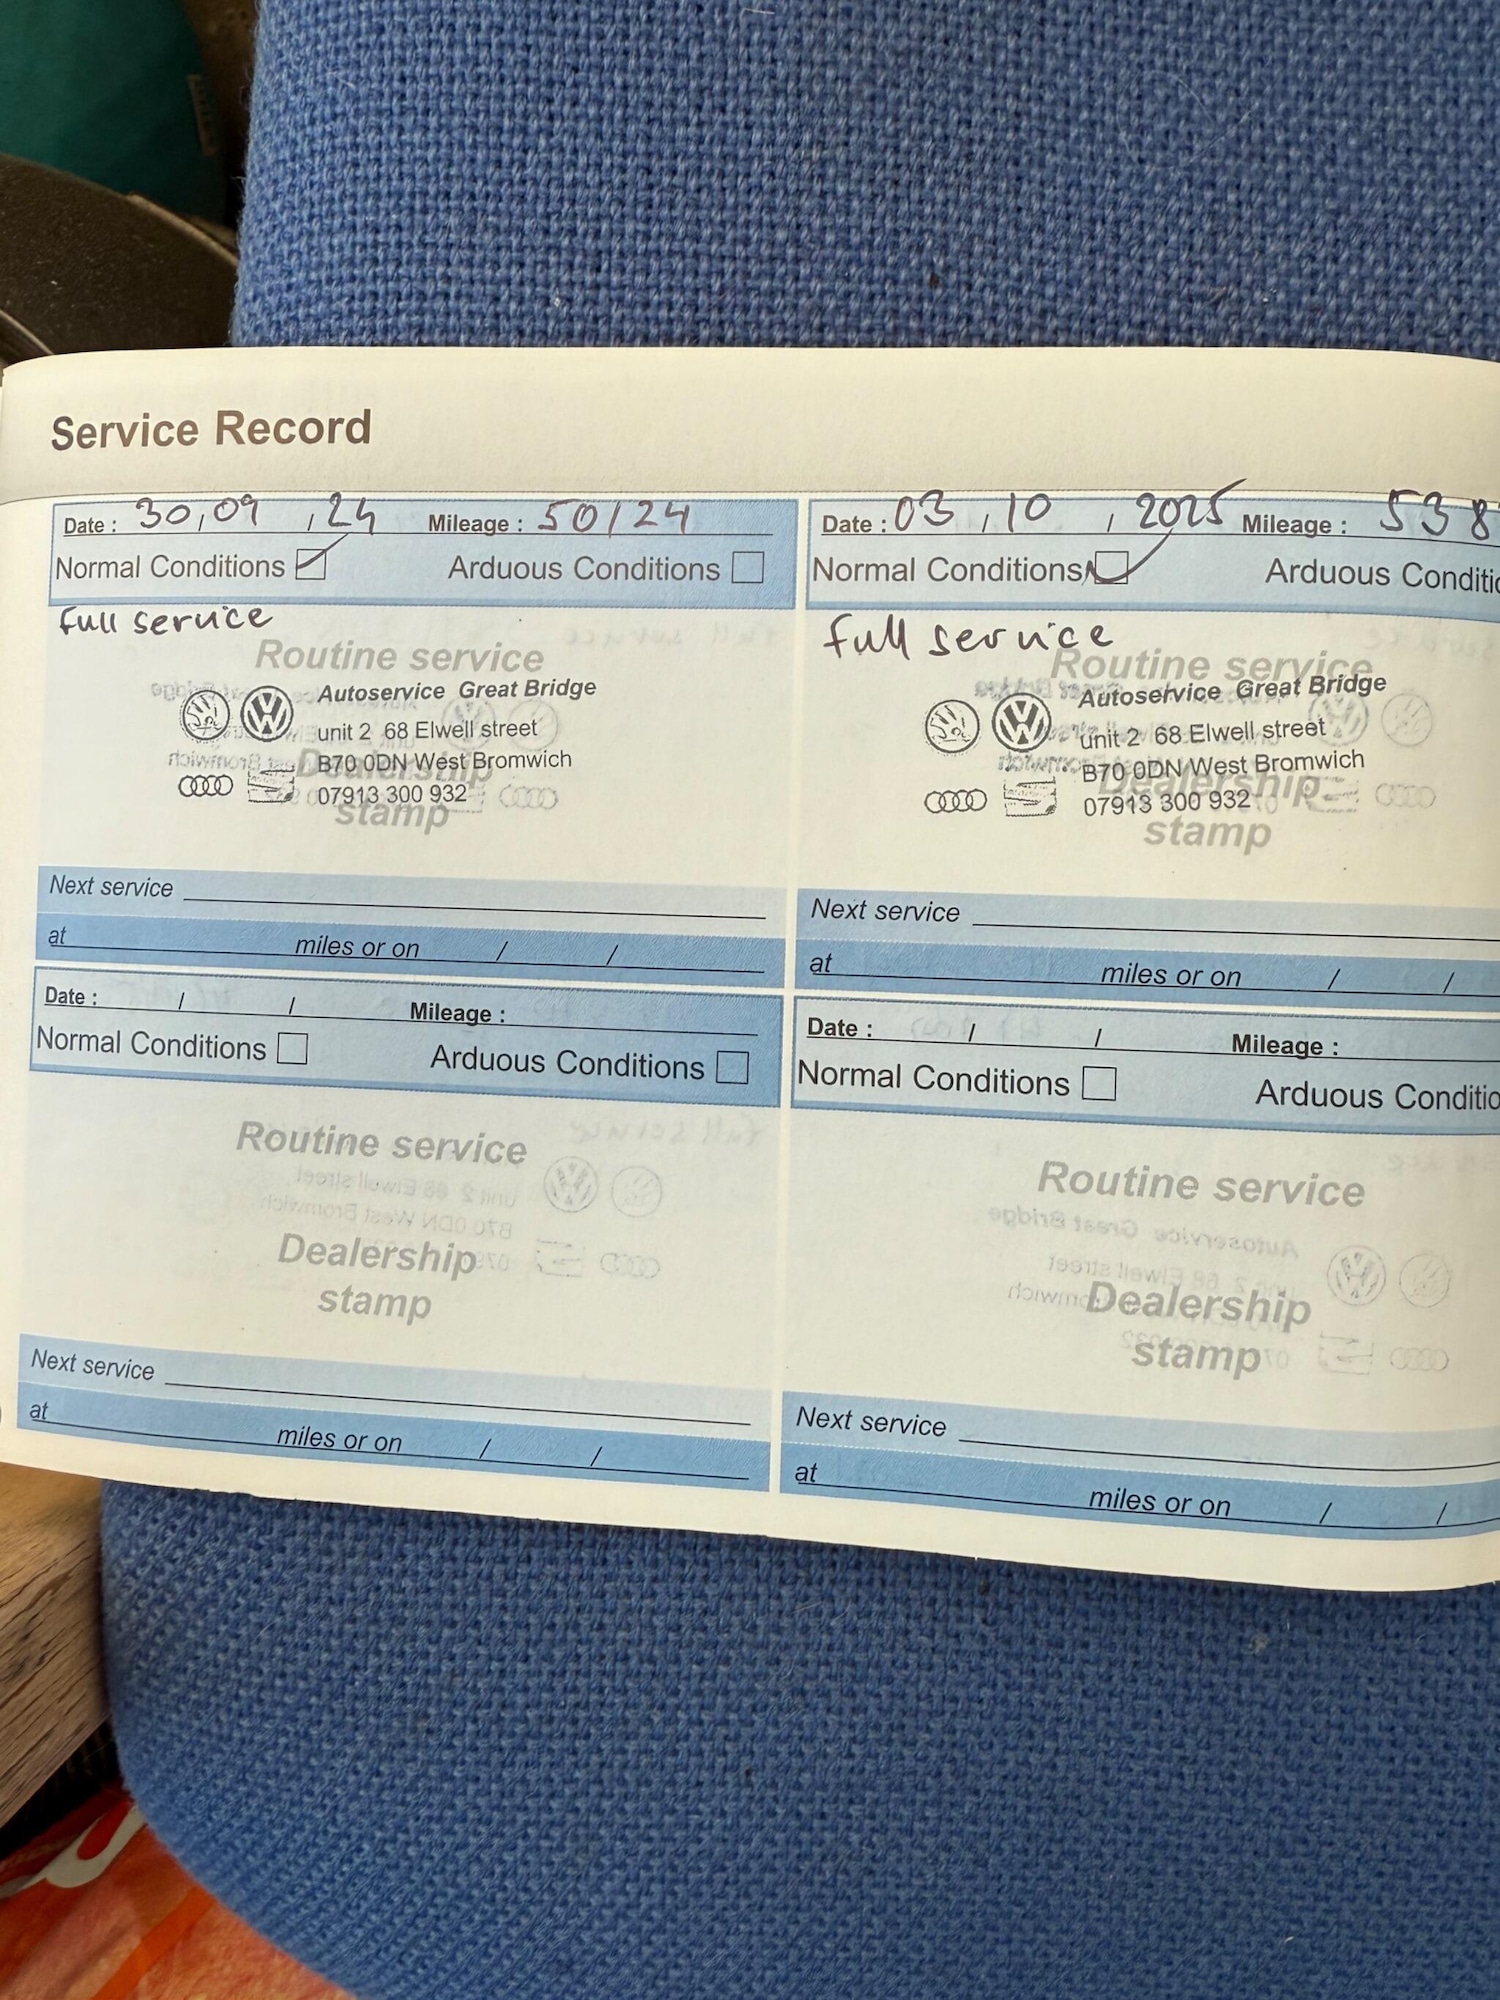 Service Record
Date : 30/09/24 Mileage : 50124
Normal Conditions Arduous Conditions
full service
Routine service
Autoservice Great Bridge
unit 2 68 Elwell street
B70 0DN West Bromwich
07913 300 932
Dealership
stamp
Next service
at miles or on / /
Date : / / Mileage :
Normal Conditions Arduous Conditions
Routine service
Dealership
stamp
Next service
at miles or on / /
Date : 03/10/2025 Mileage : 538
Normal Conditions Arduous Conditio
full service
Routine service
Autoservice Great Bridge
unit 2 68 Elwell street
B70 0DN West Bromwich
07913 300 932
Dealership
stamp
Next service
at miles or on / /
Date : / / Mileage :
Normal Conditions Arduous Conditio
Routine service
Dealership
stamp
Next service
at miles or on / /